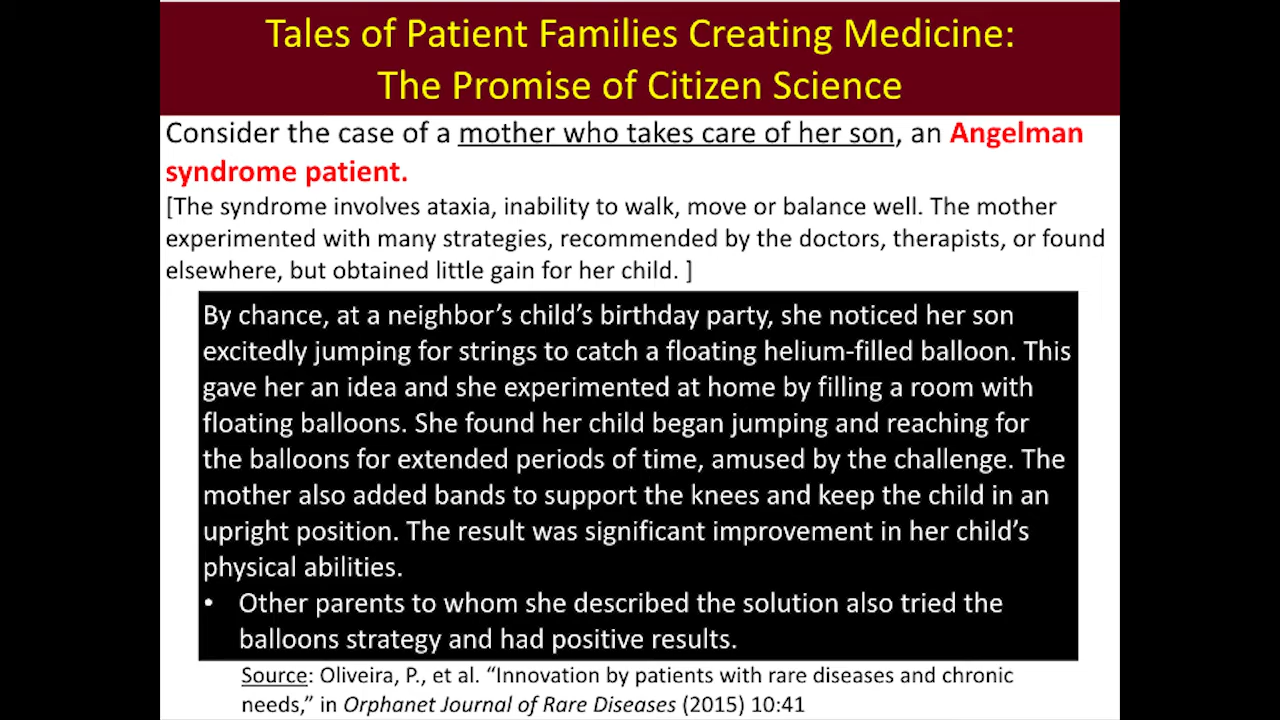 Tales of Patient Families Creating Medicine:
The Promise of Citizen Science
Consider the case of a mother who takes care of her son, an Angelman
syndrome patient.
[The syndrome involves ataxia, inability to walk, move or balance well. The mother
experimented with many strategies, recommended by the doctors, therapists, or found
elsewhere, but obtained little gain for her child. ]
By chance, at a neighbor’s child’s birthday party, she noticed her son
excitedly jumping for strings to catch a floating helium-filled balloon. This
gave her an idea and she experimented at home by filling a room with
floating balloons. She found her child began jumping and reaching for
the balloons for extended periods of time, amused by the challenge. The
mother also added bands to support the knees and keep the child in an
upright position. The result was significant improvement in her child’s
physical abilities.
• Other parents to whom she described the solution also tried the
balloons strategy and had positive results.
Source: Oliveira, P., et al. “Innovation by patients with rare diseases and chronic
needs,” in Orphanet Journal of Rare Diseases (2015) 10:41